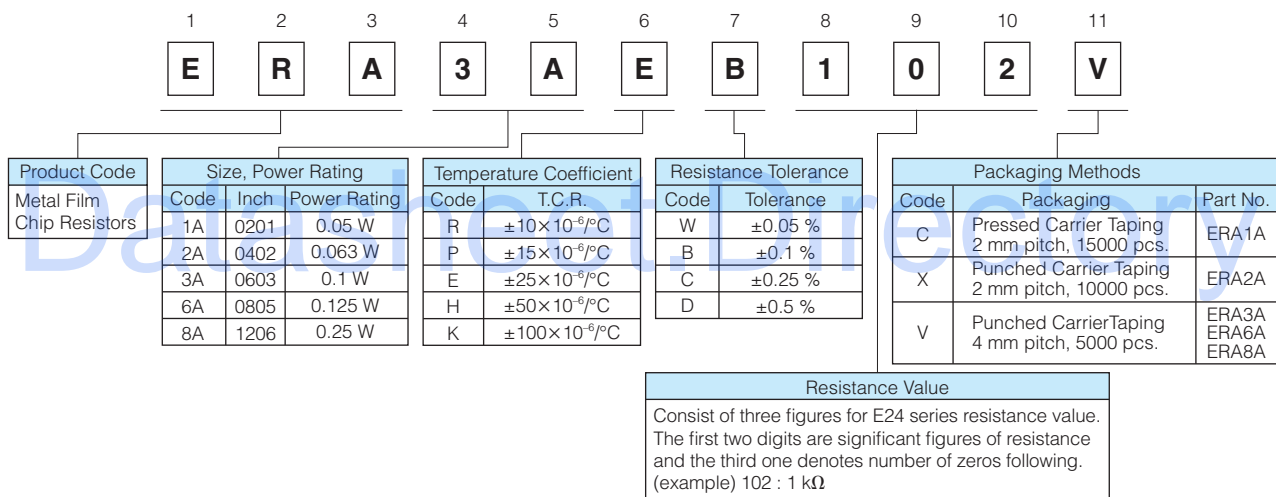 1 2 3 4 5 6 7 8 9 10 11
E R A 3 A E B 1 0 2 V
Product Code
Metal Film
Chip Resistors
Size, Power Rating
Code Inch Power Rating
1A 0201 0.05 W
2A 0402 0.063 W
3A 0603 0.1 W
6A 0805 0.125 W
8A 1206 0.25 W
Temperature Coefficient
Code T.C.R.
R ±10×10⁻⁶/°C
P ±15×10⁻⁶/°C
E ±25×10⁻⁶/°C
H ±50×10⁻⁶/°C
K ±100×10⁻⁶/°C
Resistance Tolerance
Code Tolerance
W ±0.05 %
B ±0.1 %
C ±0.25 %
D ±0.5 %
Packaging Methods
Code Packaging Part No.
C Pressed Carrier Taping
2 mm pitch, 15000 pcs. ERA1A
X Punched Carrier Taping
2 mm pitch, 10000 pcs. ERA2A
V Punched CarrierTaping
4 mm pitch, 5000 pcs. ERA3A
ERA6A
ERA8A
Resistance Value
Consist of three figures for E24 series resistance value.
The first two digits are significant figures of resistance
and the third one denotes number of zeros following.
(example) 102 : 1 kΩ
Datasheet.Directory